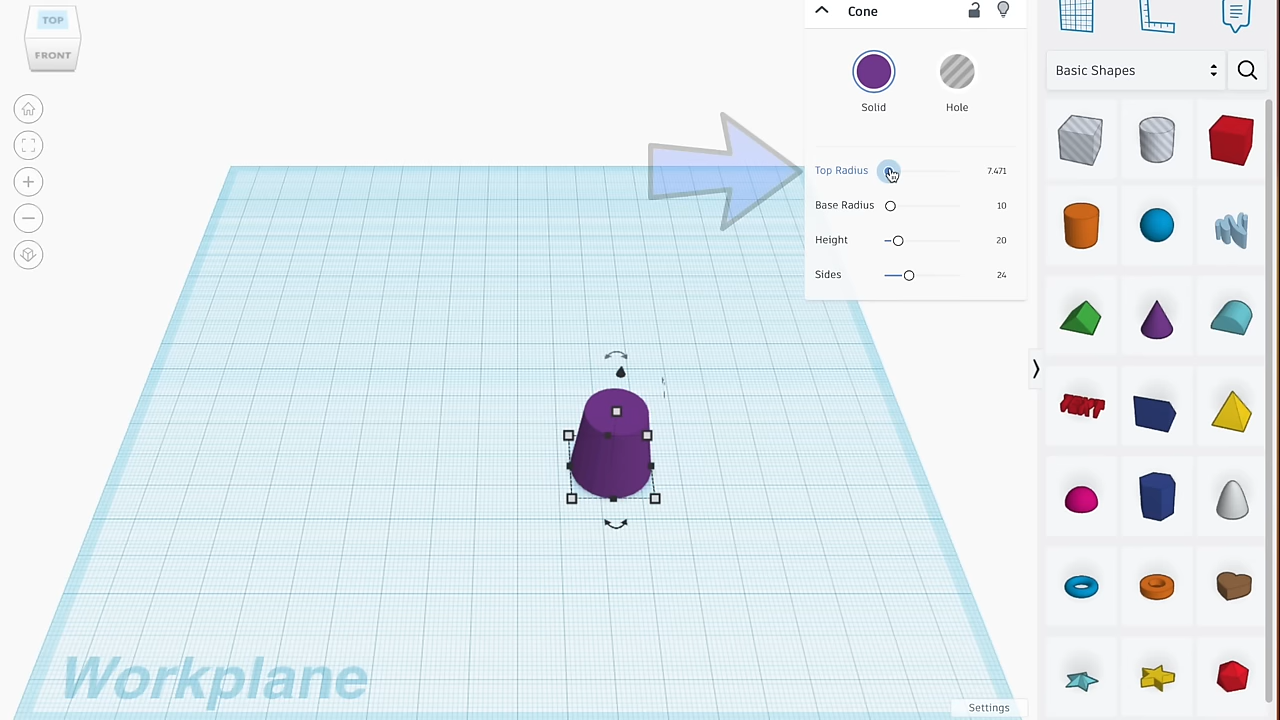 TOP
FRONT
Cone
Solid
Hole
Top Radius 7.471
Base Radius 10
Height 20
Sides 24
Basic Shapes
TEXT
Workplane
Settings